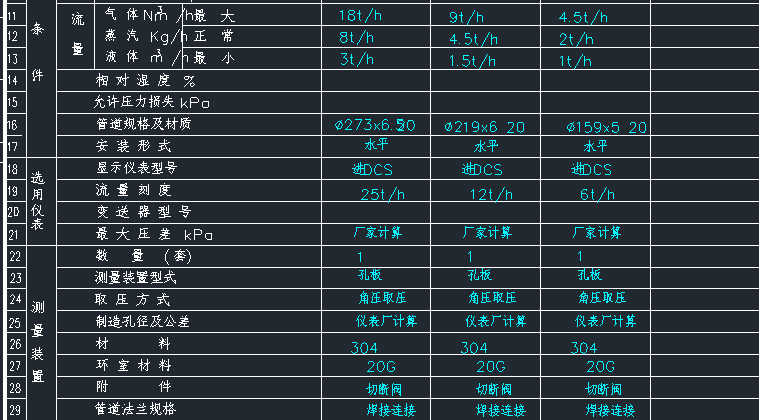 11 条件 流量 气体Nm³/h 最大 18t/h 9t/h 4.5t/h
12 蒸汽 Kg/h 正常 8t/h 4.5t/h 2t/h
13 液体 m³/h 最小 3t/h 1.5t/h 1t/h
14 相对湿度 %
15 允许压力损失 kPa
16 管道规格及材质 ø273x6.5 20 ø219x6 20 ø159x5 20
17 安装形式 水平 水平 水平
18 选用仪表 显示仪表型号 进DCS 进DCS 进DCS
19 流量刻度 25t/h 12t/h 6t/h
20 变送器型号
21 最大压差 kPa 厂家计算 厂家计算 厂家计算
22 测量装置 数量 (套) 1 1 1
23 测量装置型式 孔板 孔板 孔板
24 取压方式 角压取压 角压取压 角压取压
25 制造孔径及公差 仪表厂计算 仪表厂计算 仪表厂计算
26 材料 304 304 304
27 环室材料 20G 20G 20G
28 附件 切断阀 切断阀 切断阀
29 管道法兰规格 焊接连接 焊接连接 焊接连接